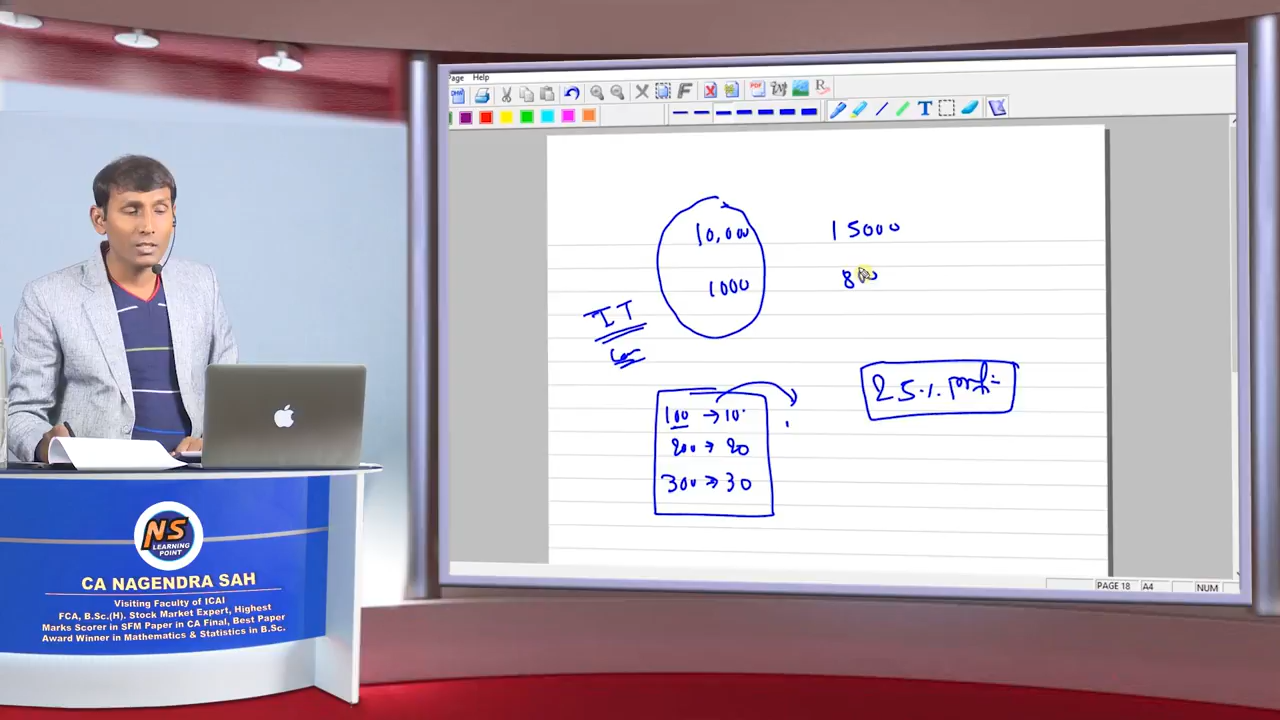 Page Help
10,000 15000
1000 800
IT
25.% profit
100 → 10
200 → 20
300 → 30
PAGE 18 A4 NUM
NS
LEARNING
POINT
CA NAGENDRA SAH
Visiting Faculty of ICAI
FCA, B.Sc.(H). Stock Market Expert, Highest
Marks Scorer in SFM Paper in CA Final, Best Paper
Award Winner in Mathematics & Statistics in B.Sc.